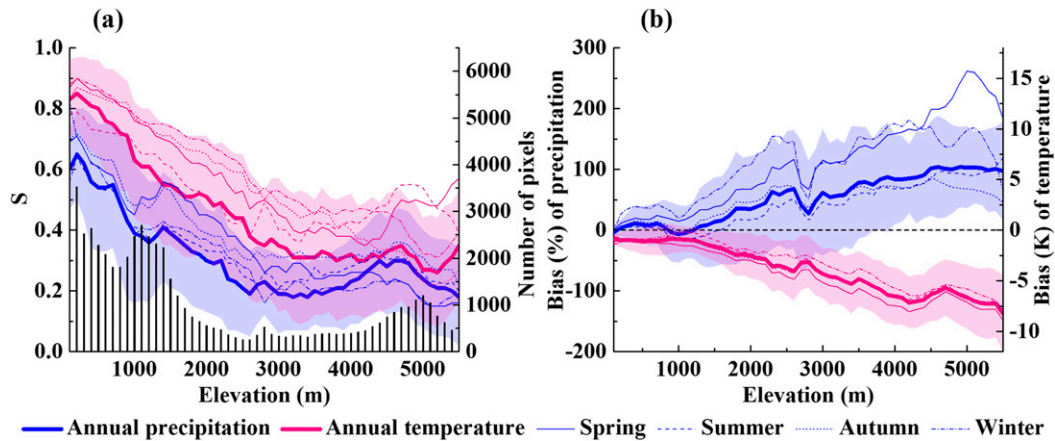 (a)
(b)
S
1.0
0.8
0.6
0.4
0.2
0.0
1000 2000 3000 4000 5000
Elevation (m)
6000
5000
4000
3000
2000
1000
0
Number of pixels
Bias (%) of precipitation
300
200
100
0
-100
-200
1000 2000 3000 4000 5000
Elevation (m)
15
10
5
0
-5
-10
Bias (K) of temperature
Annual precipitation Annual temperature Spring Summer Autumn Winter